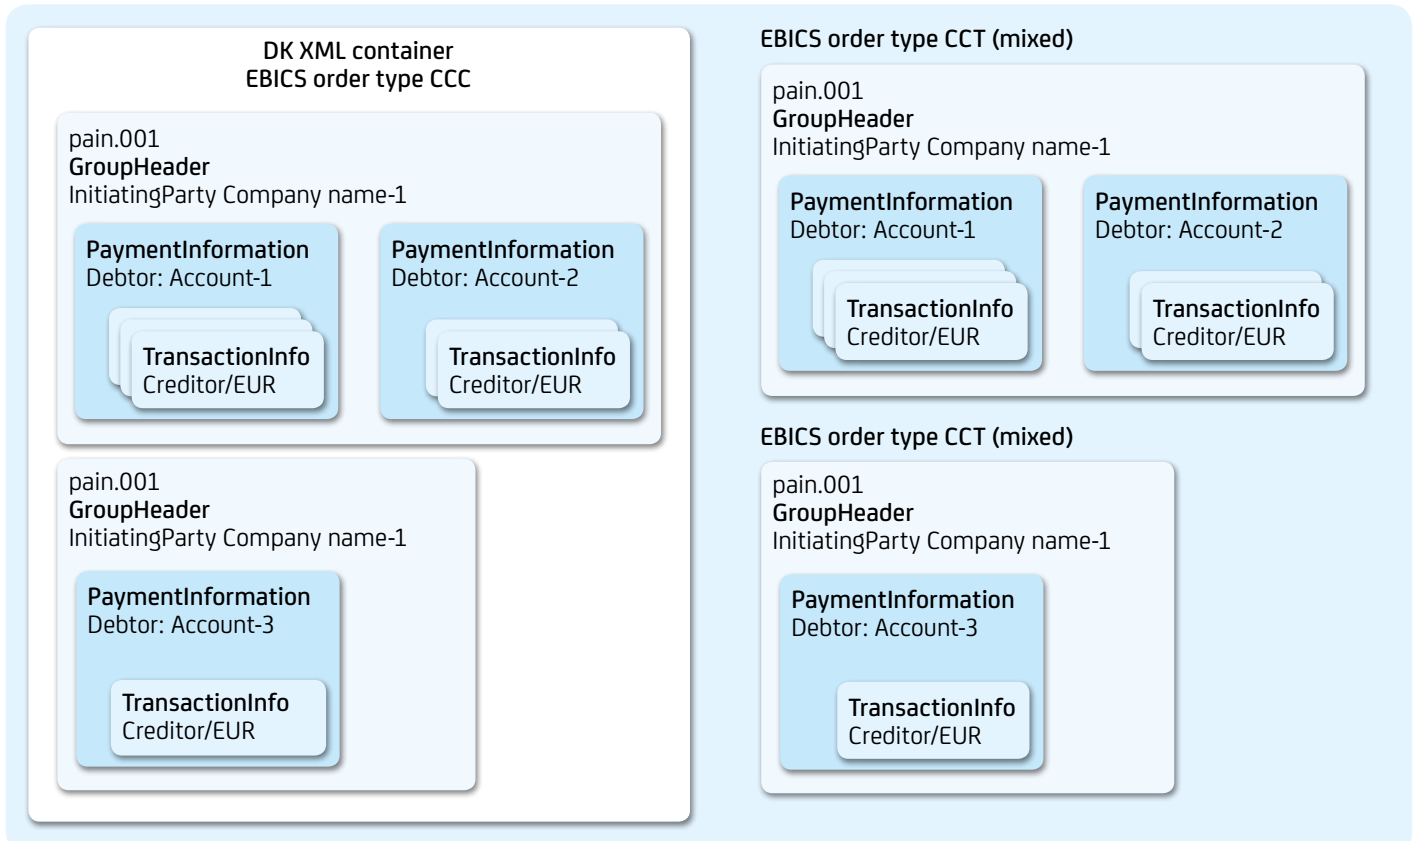 DK XML container
EBICS order type CCC
pain.001
GroupHeader
InitiatingParty Company name-1
PaymentInformation
Debtor: Account-1
TransactionInfo
Creditor/EUR
PaymentInformation
Debtor: Account-2
TransactionInfo
Creditor/EUR
pain.001
GroupHeader
InitiatingParty Company name-1
PaymentInformation
Debtor: Account-3
TransactionInfo
Creditor/EUR
EBICS order type CCT (mixed)
pain.001
GroupHeader
InitiatingParty Company name-1
PaymentInformation
Debtor: Account-1
TransactionInfo
Creditor/EUR
PaymentInformation
Debtor: Account-2
TransactionInfo
Creditor/EUR
EBICS order type CCT (mixed)
pain.001
GroupHeader
InitiatingParty Company name-1
PaymentInformation
Debtor: Account-3
TransactionInfo
Creditor/EUR